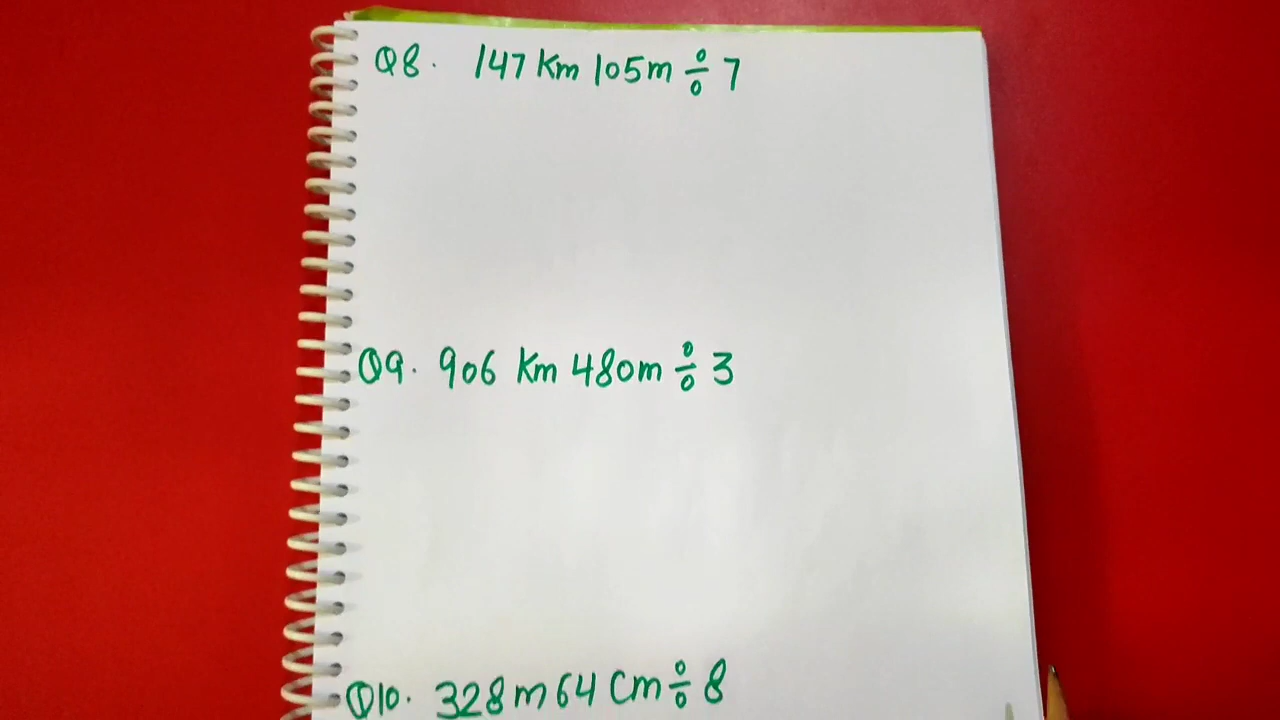 Q8. 147 Km 105m ÷ 7
Q9. 906 Km 480m ÷ 3
Q10. 328m 64 Cm ÷ 8